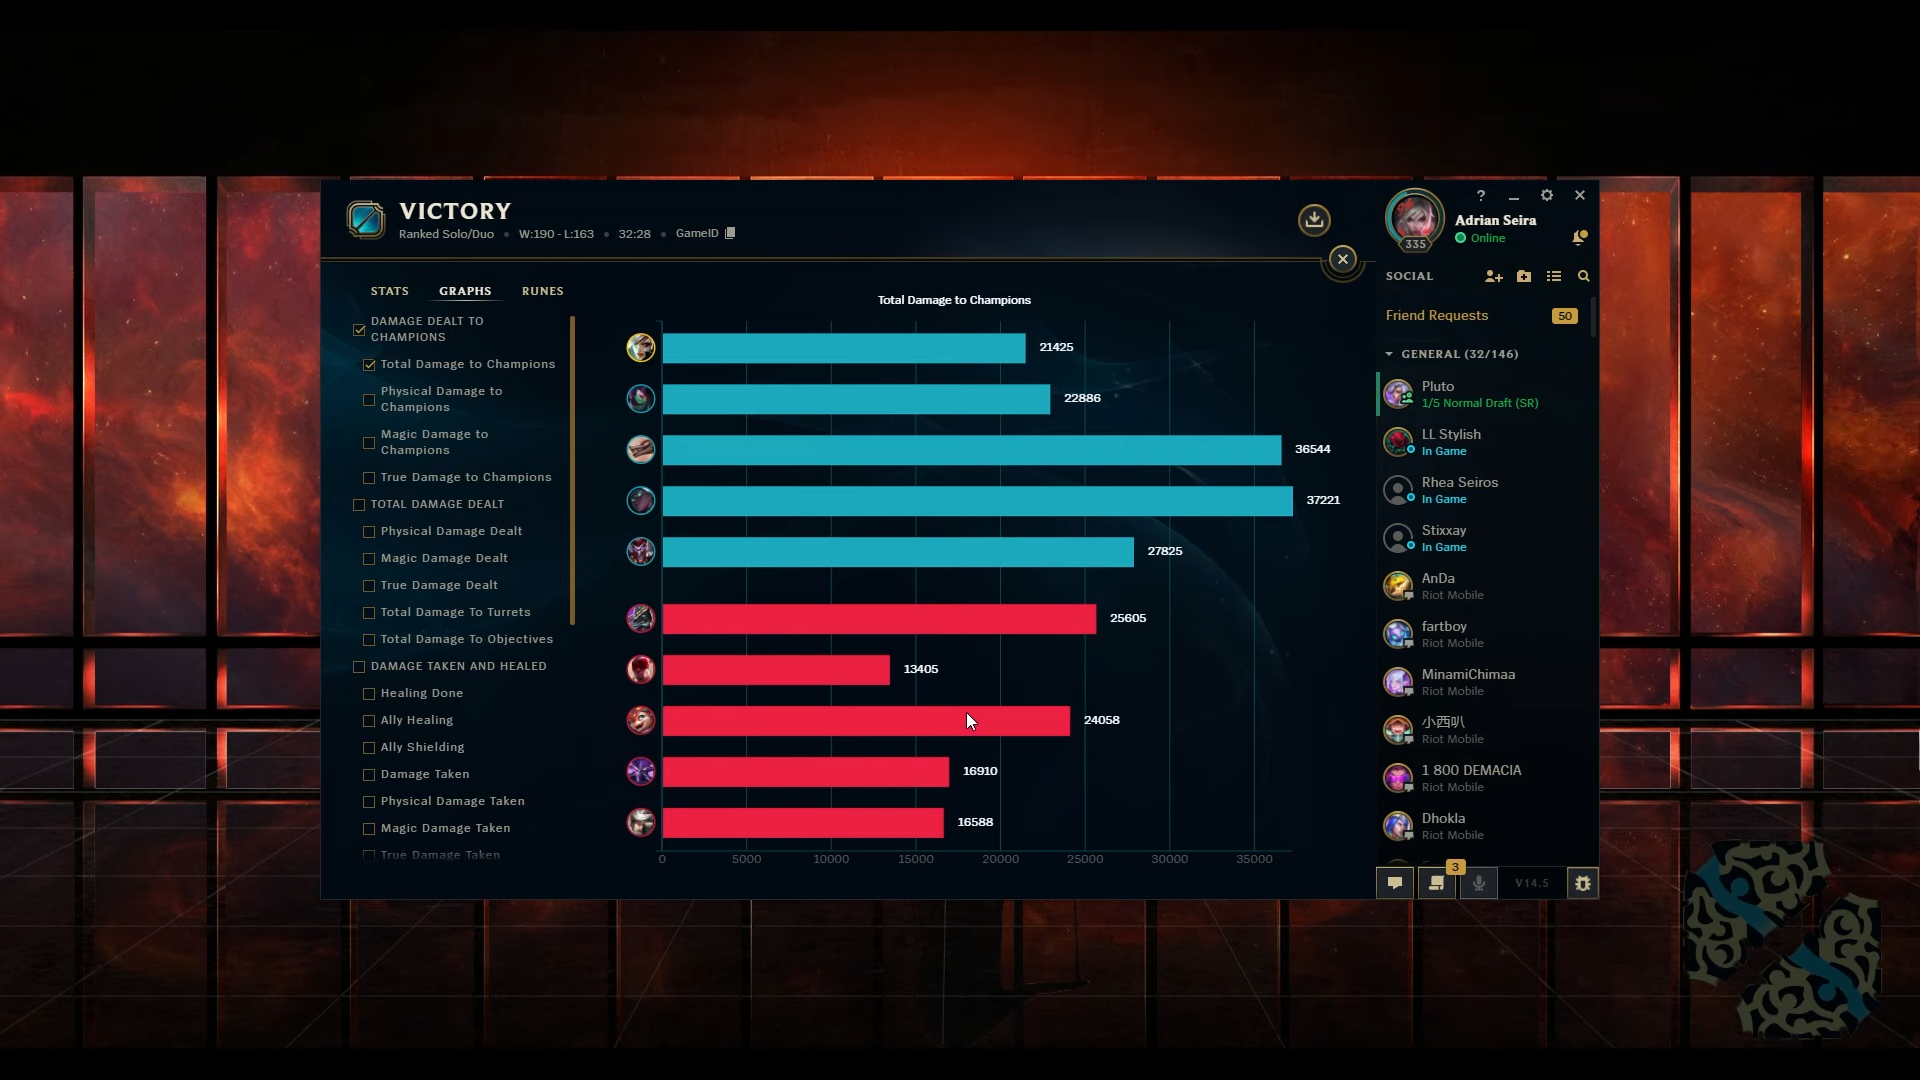 VICTORY
Ranked Solo/Duo • W:190 - L:163 • 32:28 • GameID
STATS GRAPHS RUNES
DAMAGE DEALT TO
CHAMPIONS
Total Damage to Champions
Physical Damage to
Champions
Magic Damage to
Champions
True Damage to Champions
TOTAL DAMAGE DEALT
Physical Damage Dealt
Magic Damage Dealt
True Damage Dealt
Total Damage To Turrets
Total Damage To Objectives
DAMAGE TAKEN AND HEALED
Healing Done
Ally Healing
Ally Shielding
Damage Taken
Physical Damage Taken
Magic Damage Taken
True Damage Taken
Total Damage to Champions
21425
22886
36544
37221
27825
25605
13405
24058
16910
16588
0 5000 10000 15000 20000 25000 30000 35000
?
335
Adrian Seira
Online
SOCIAL
Friend Requests 50
GENERAL (32/146)
Pluto
1/5 Normal Draft (SR)
LL Stylish
In Game
Rhea Seiros
In Game
Stixxay
In Game
AnDa
Riot Mobile
fartboy
Riot Mobile
MinamiChimaa
Riot Mobile
小西叭
Riot Mobile
1 800 DEMACIA
Riot Mobile
Dhokla
Riot Mobile
3
V14.5